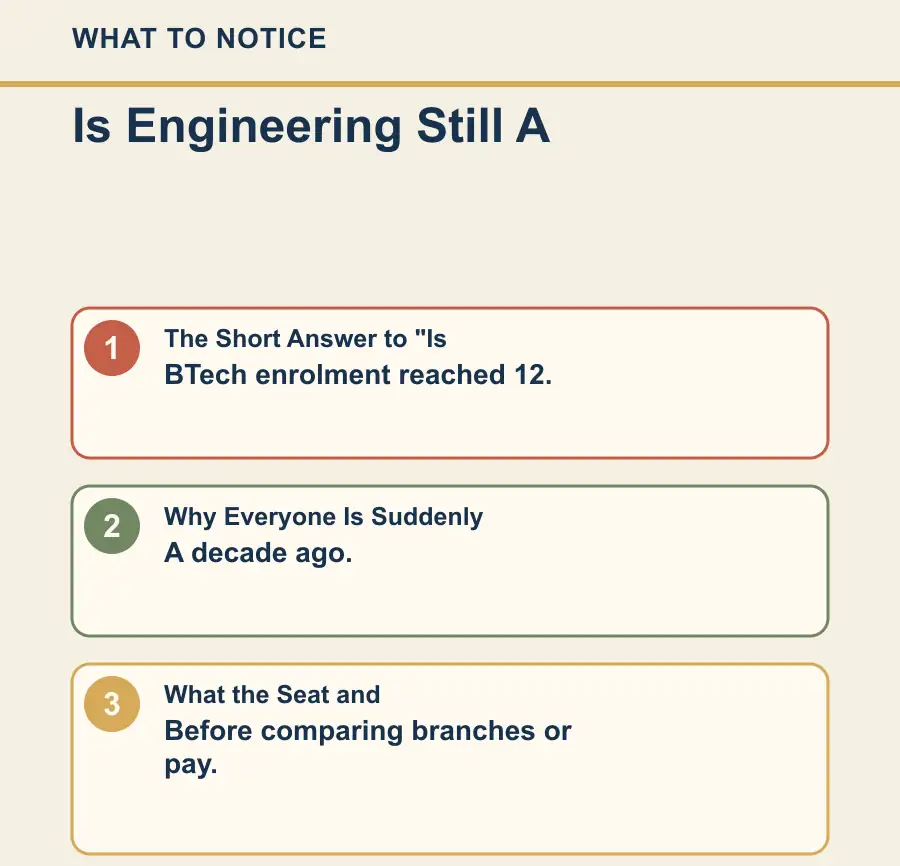 WHAT TO NOTICE
Is Engineering Still A
1
The Short Answer to "Is
BTech enrolment reached 12.
2
Why Everyone Is Suddenly
A decade ago.
3
What the Seat and
Before comparing branches or
pay.